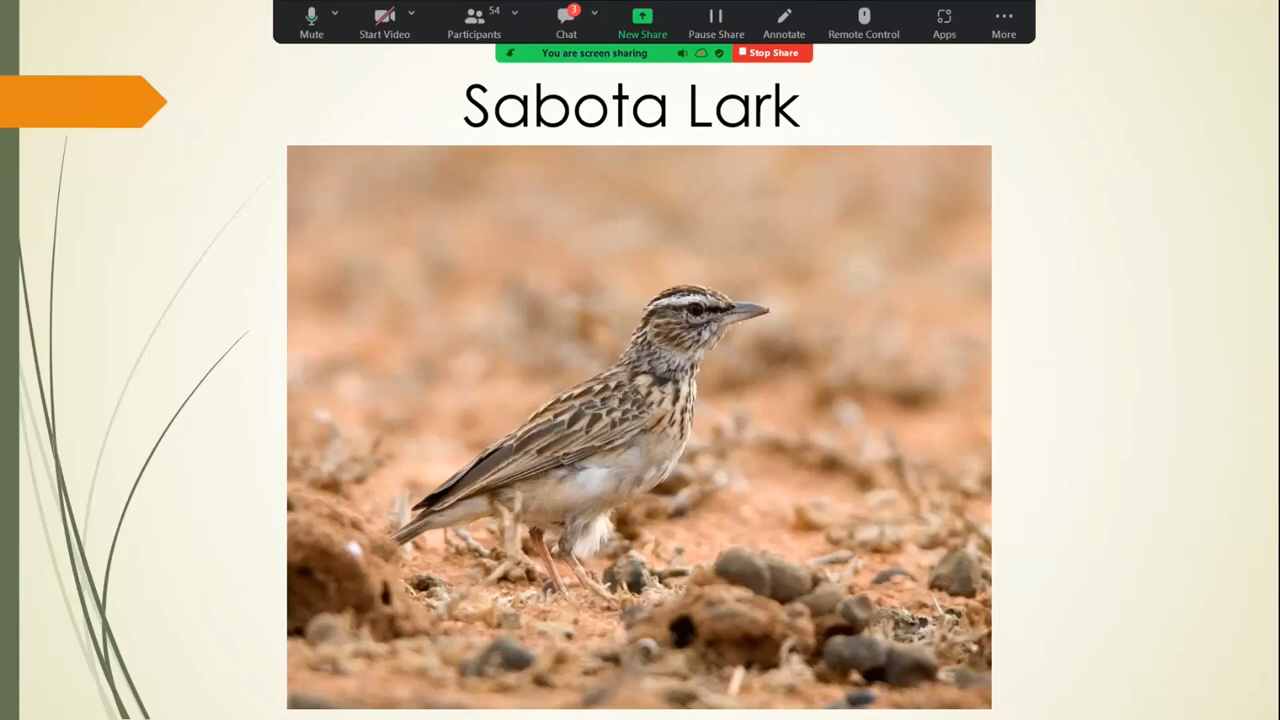 54
3
Mute
Start Video
Participants
Chat
New Share
Pause Share
Annotate
Remote Control
Apps
More
You are screen sharing
Stop Share
Sabota Lark